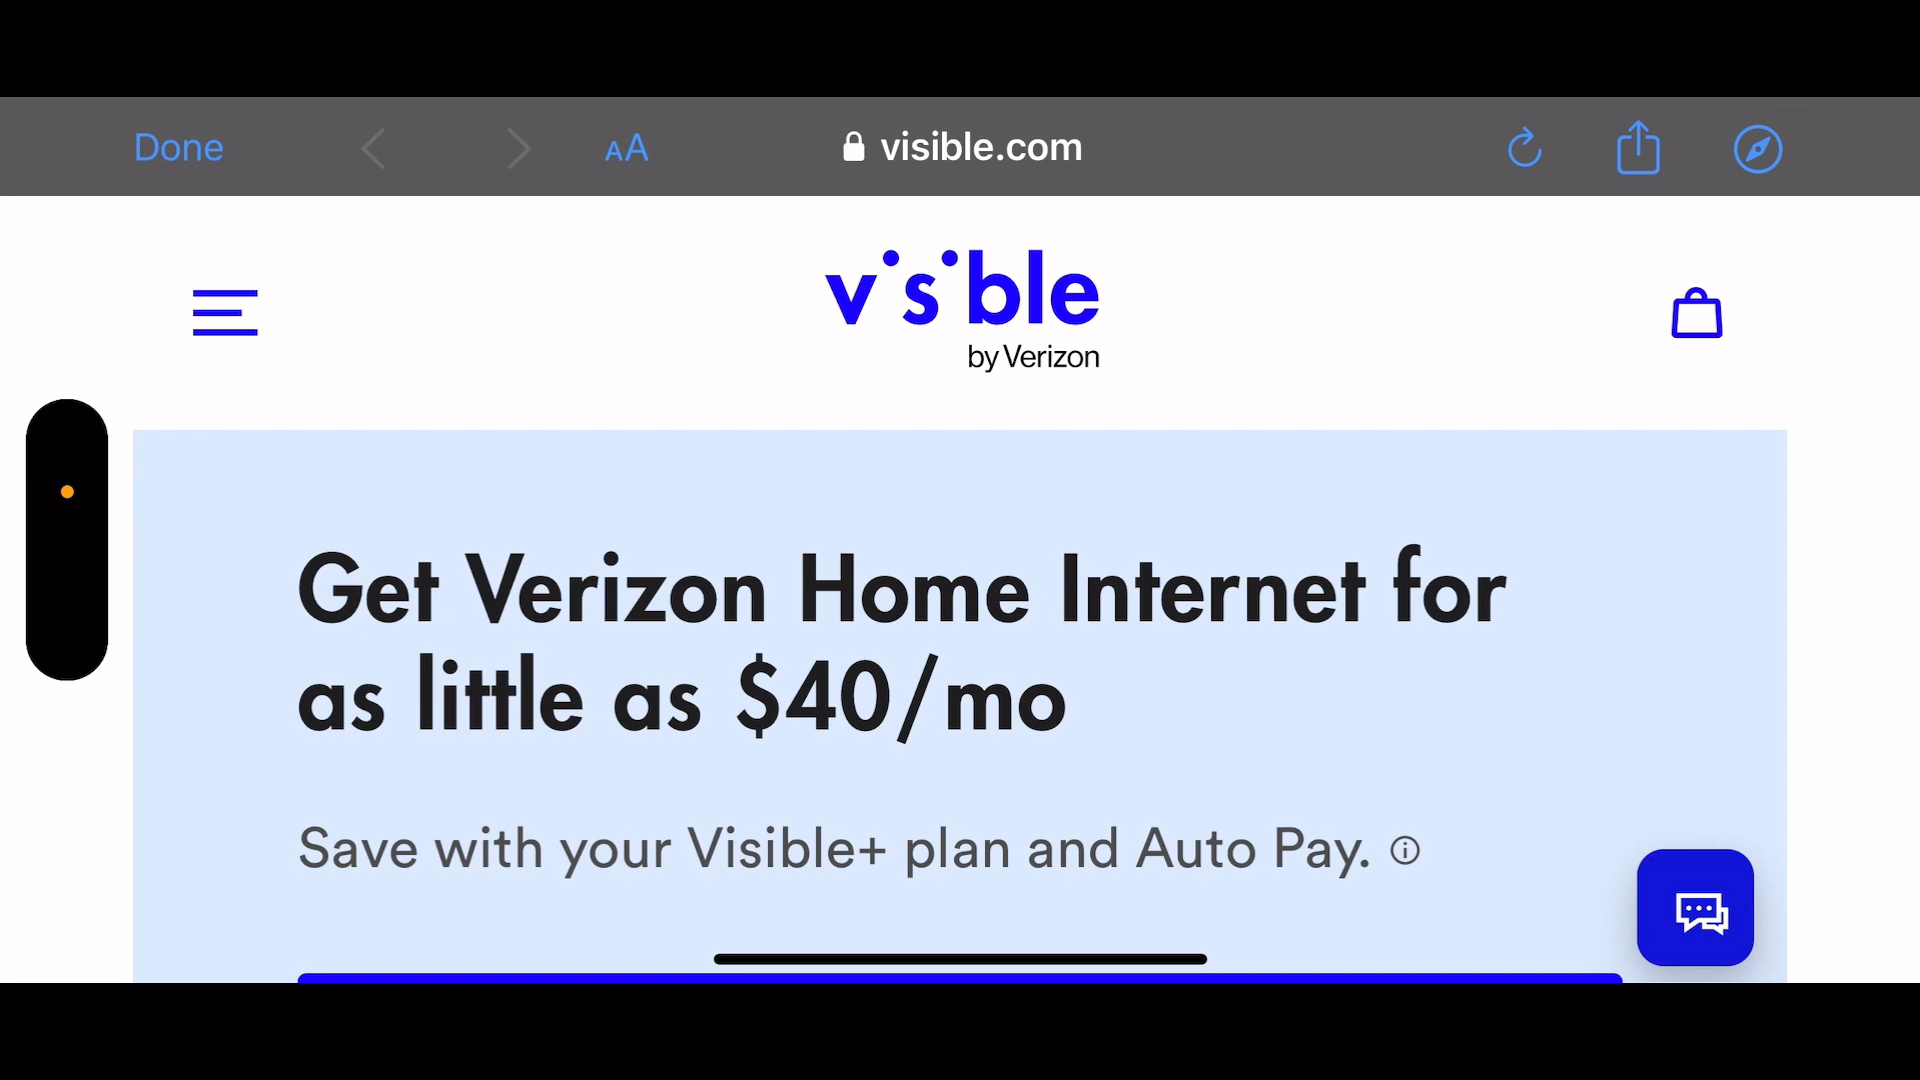 Done
AA
visible.com
visible
by Verizon
Get Verizon Home Internet for
as little as $40/mo
Save with your Visible+ plan and Auto Pay.